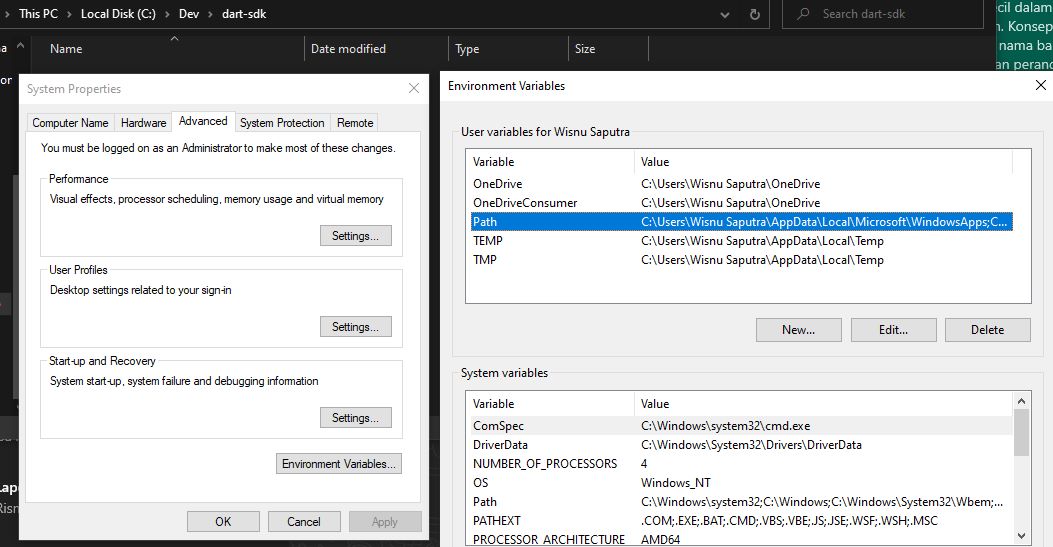 This PC > Local Disk (C:) > Dev > dart-sdk
Search dart-sdk
Name Date modified Type Size
ecil dalam
n. Konsep
nama ba
an peranc
System Properties
Computer Name Hardware Advanced System Protection Remote
You must be logged on as an Administrator to make most of these changes.
Performance
Visual effects, processor scheduling, memory usage and virtual memory
Settings...
User Profiles
Desktop settings related to your sign-in
Settings...
Start-up and Recovery
System start-up, system failure and debugging information
Settings...
Environment Variables...
OK Cancel Apply
Environment Variables
User variables for Wisnu Saputra
Variable Value
OneDrive C:\Users\Wisnu Saputra\OneDrive
OneDriveConsumer C:\Users\Wisnu Saputra\OneDrive
Path C:\Users\Wisnu Saputra\AppData\Local\Microsoft\WindowsApps;C...
TEMP C:\Users\Wisnu Saputra\AppData\Local\Temp
TMP C:\Users\Wisnu Saputra\AppData\Local\Temp
New... Edit... Delete
System variables
Variable Value
ComSpec C:\Windows\system32\cmd.exe
DriverData C:\Windows\System32\Drivers\DriverData
NUMBER_OF_PROCESSORS 4
OS Windows_NT
Path C:\Windows\system32;C:\Windows;C:\Windows\System32\Wbem;...
PATHEXT .COM;.EXE;.BAT;.CMD;.VBS;.VBE;.JS;.JSE;.WSF;.WSH;.MSC
PROCESSOR_ARCHITECTURE AMD64